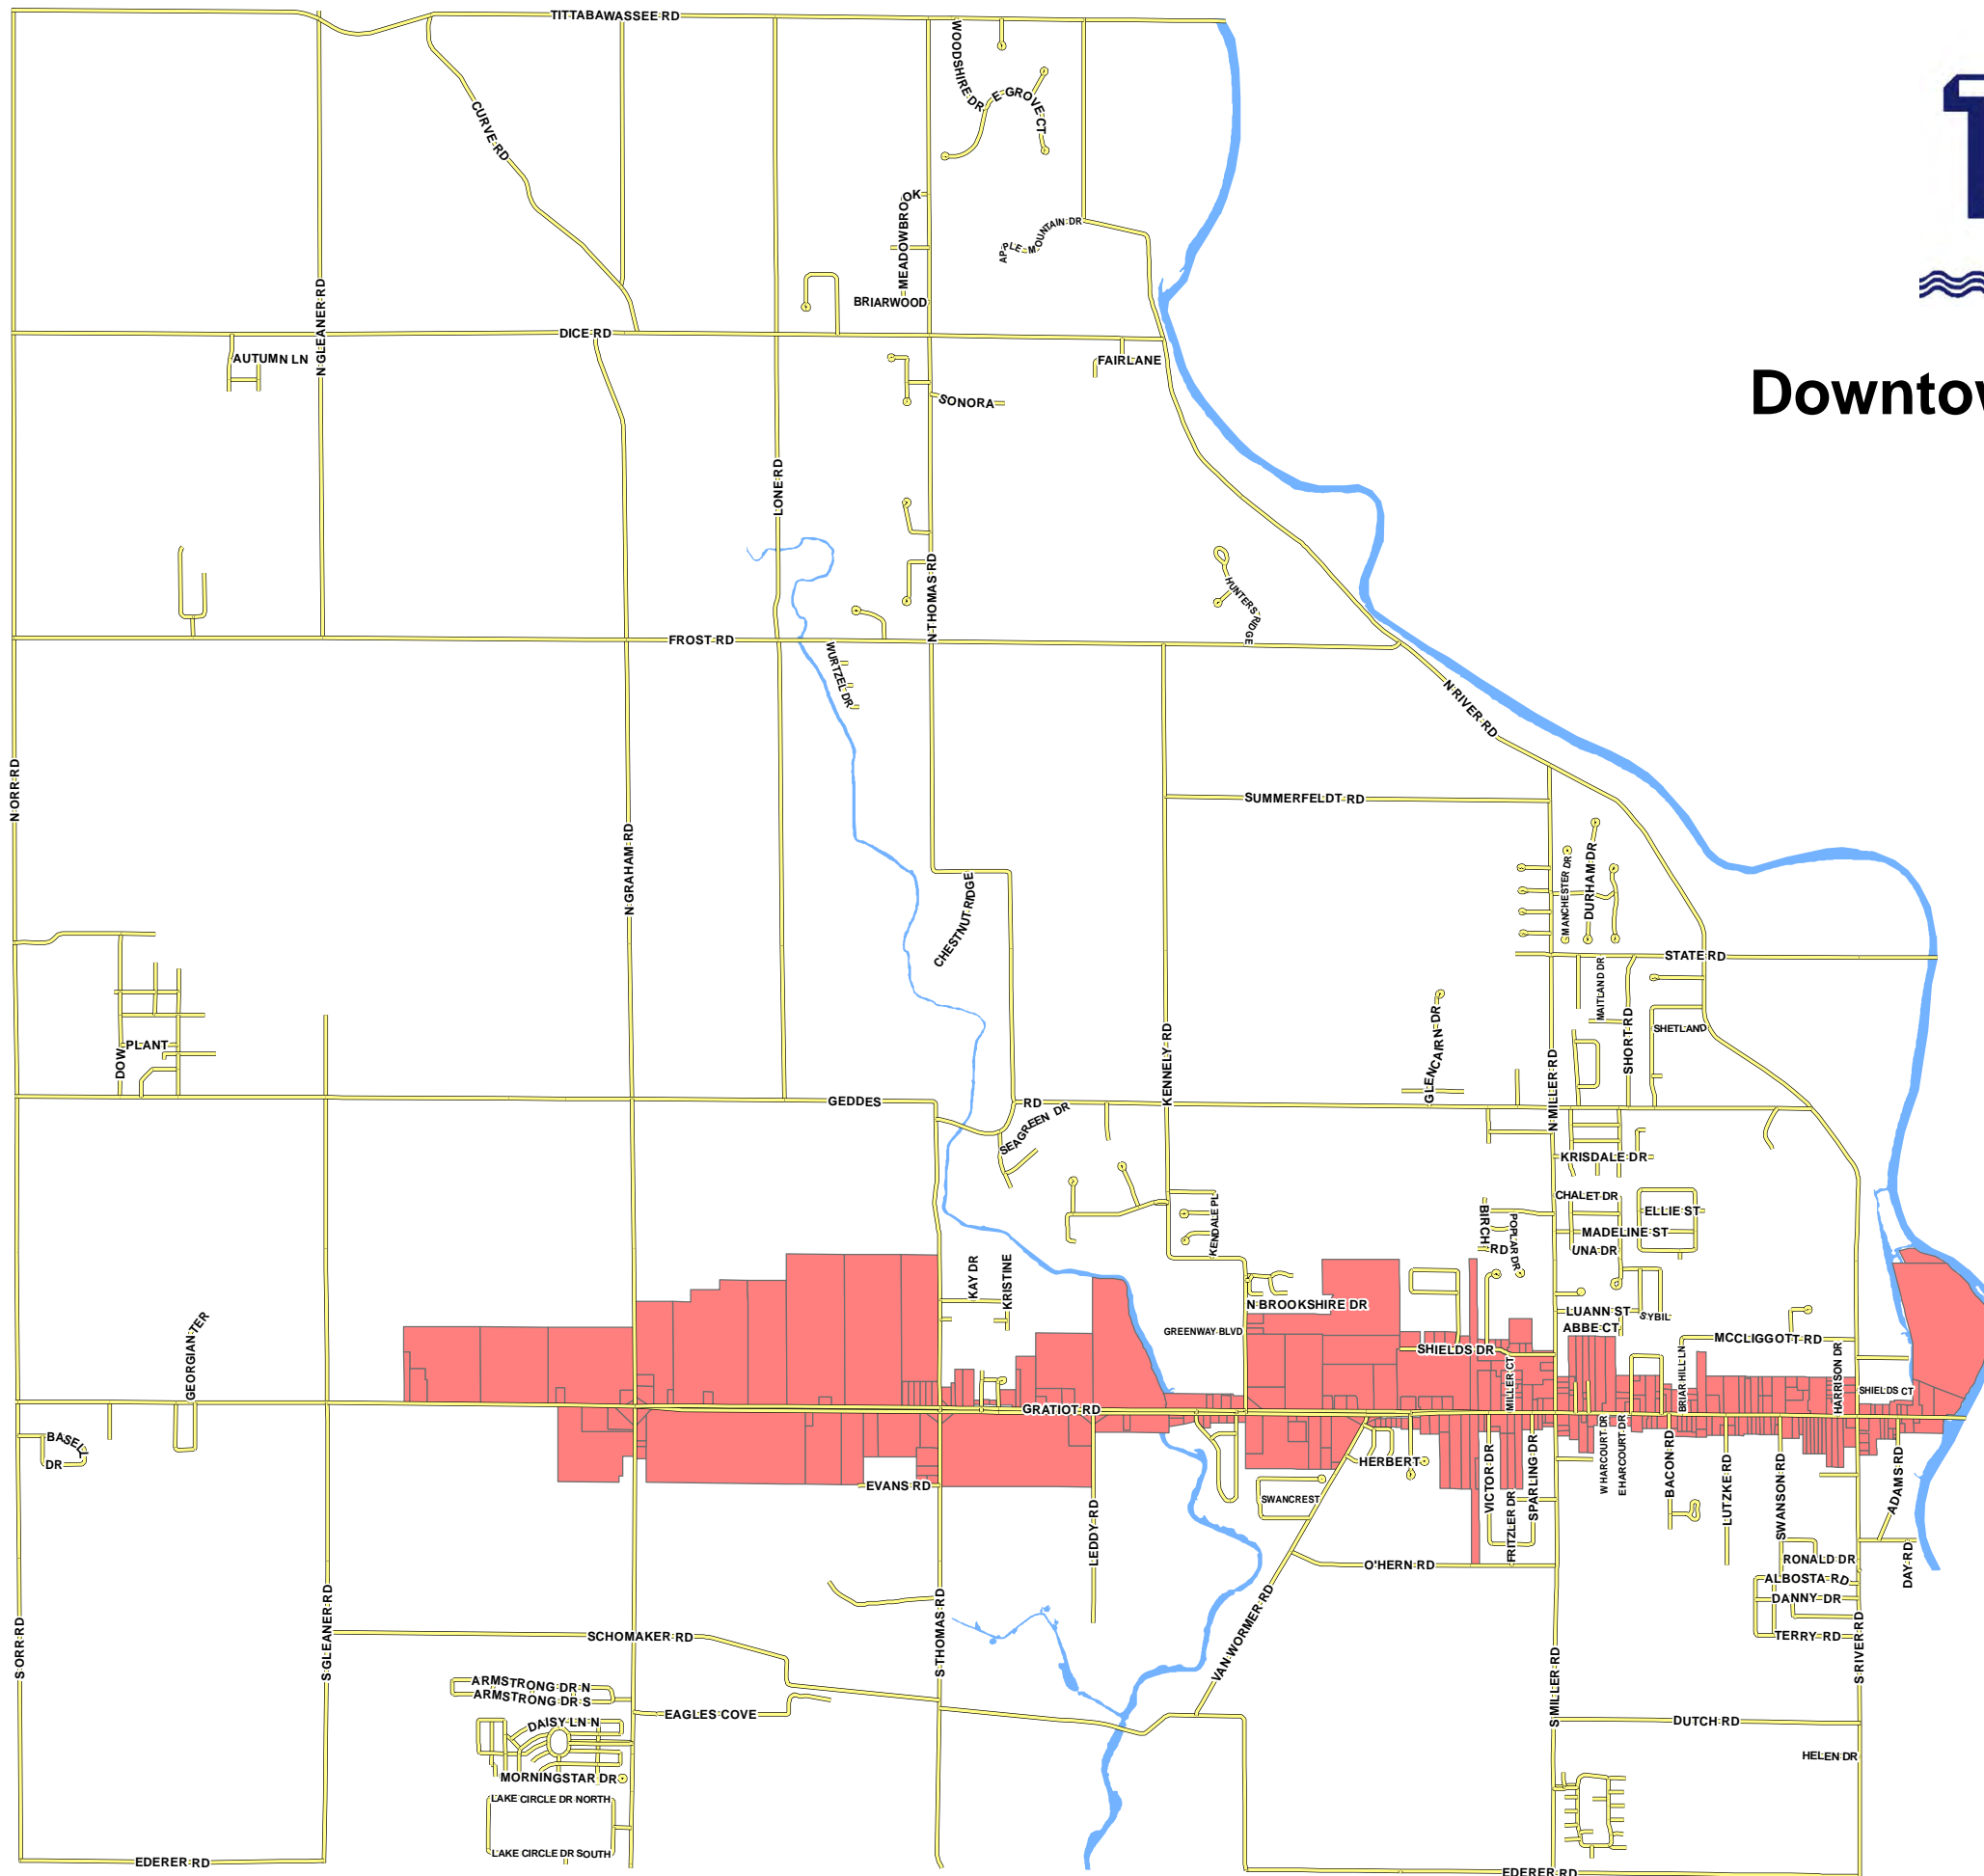 TITTABAWASSEE RD
WOODSHIRE DR
E GROVE CT
CURVE RD
T
MEADOWBROOK
APPLE MOUNTAIN DR
BRIARWOOD
N GLEANER RD
DICE RD
AUTUMN LN
FAIRLANE
SONORA
Downtow
LONE RD
N THOMAS RD
HUNTERS RIDGE
FROST RD
WURTZEL DR
N RIVER RD
N ORR RD
SUMMERFELDT RD
N GRAHAM RD
MANCHESTER DR
DURHAM DR
CHESTNUT RIDGE
STATE RD
MAITLAND DR
SHORT RD
SHETLAND
GLENCAIRN DR
KENNELY RD
N MILLER RD
DOW
PLANT
GEDDES
RD
SEAGREEN DR
KRISDALE DR
CHALET DR
ELLIE ST
KENDALE PL
BIRCH
RD
POPLAR DR
MADELINE ST
UNA DR
KAY DR
KRISTINE
N BROOKSHIRE DR
LUANN ST
SYBIL
ABBE CT
GREENWAY BLVD
GEORGIAN TER
SHIELDS DR
MCCLIGGOTT RD
MILLER CT
BRIAR HILL LN
HARRISON DR
SHIELDS CT
GRATIOT RD
BASELY
DR
HERBERT
EVANS RD
SWANCREST
VICTOR DR
FRITZLER DR
SPARLING DR
W HARCOURT DR
E HARCOURT DR
BACON RD
LUTZKE RD
SWANSON RD
ADAMS RD
LEDDY RD
O'HERN RD
RONALD DR
DAY RD
ALBOSTA RD
DANNY DR
TERRY RD
S ORR RD
S GLEANER RD
SCHOMAKER RD
S THOMAS RD
VAN WORMER RD
S MILLER RD
S RIVER RD
ARMSTRONG DR N
ARMSTRONG DR S
EAGLES COVE
DAISY LN N
DUTCH RD
HELEN DR
MORNINGSTAR DR
LAKE CIRCLE DR NORTH
LAKE CIRCLE DR SOUTH
EDERER RD
EDERER RD